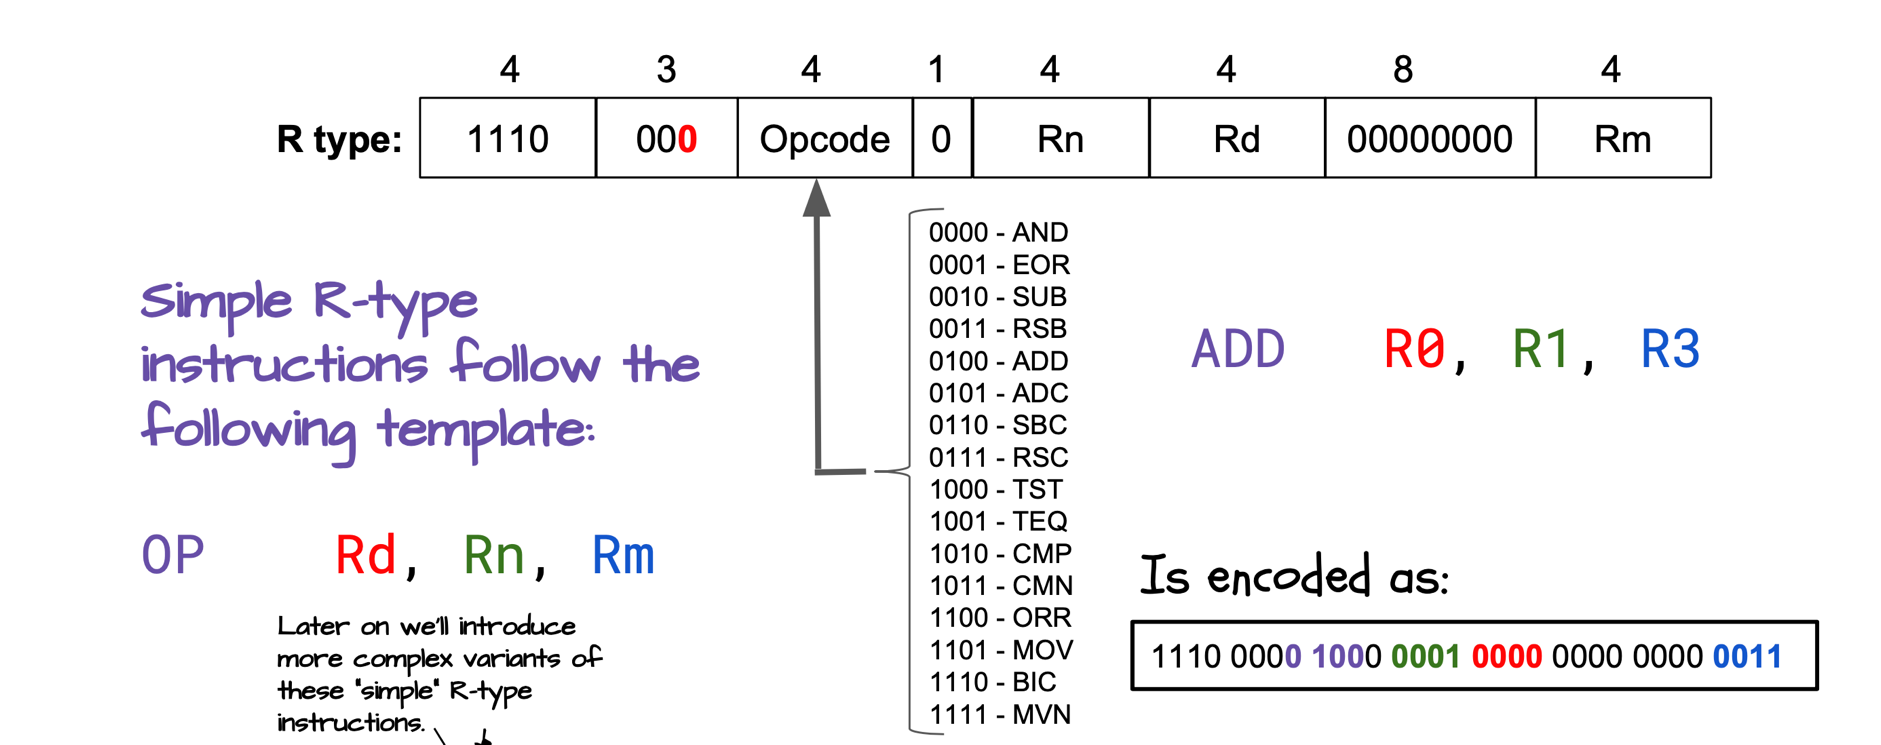 4 3 4 1 4 4 8 4
R type: 1110 000 Opcode 0 Rn Rd 00000000 Rm
Simple R-type
instructions follow the
following template:
OP Rd, Rn, Rm
Later on we'll introduce
more complex variants of
these "simple" R-type
instructions.
0000 - AND
0001 - EOR
0010 - SUB
0011 - RSB
0100 - ADD
0101 - ADC
0110 - SBC
0111 - RSC
1000 - TST
1001 - TEQ
1010 - CMP
1011 - CMN
1100 - ORR
1101 - MOV
1110 - BIC
1111 - MVN
ADD R0, R1, R3
Is encoded as:
1110 0000 1000 0001 0000 0000 0000 0011